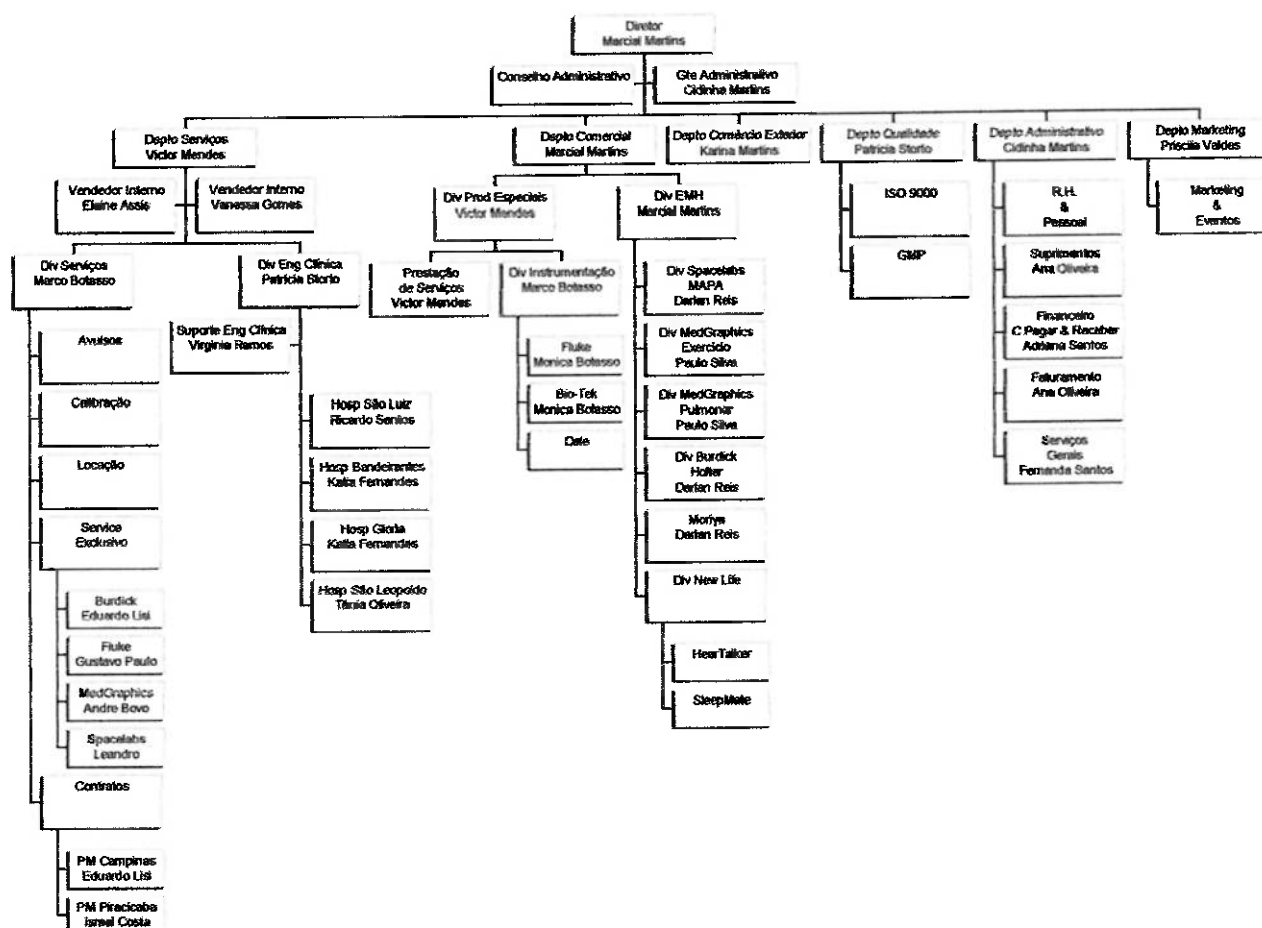 Diretor
Marcial Martins
Conselho Administrativo
Gte Administrativo
Cidinha Martins
Depto Serviços
Victor Mendes
Depto Comercial
Marcial Martins
Depto Comércio Exterior
Karina Martins
Depto Qualidade
Patricia Storto
Depto Administrativo
Cidinha Martins
Depto Marketing
Priscila Valdes
Vendedor Interno
Elaine Assis
Vendedor Interno
Vanessa Gomes
Div Prod Especiais
Victor Mendes
Div EMH
Marcial Martins
ISO 9000
GMP
R.H.
&
Pessoal
Suprimentos
Ana Oliveira
Financeiro
C.Pagar & Receber
Adriana Santos
Faturamento
Ana Oliveira
Serviços
Gerais
Fernanda Santos
Marketing
&
Eventos
Div Serviços
Marco Botasso
Div Eng Clínica
Patricia Storto
Prestação
de Serviços
Victor Mendes
Div Instrumentação
Marco Botasso
Fluke
Monica Botasso
Bio-Tek
Monica Botasso
Div Spacelabs
MAPA
Darlan Reis
Div MedGraphics
Exercicio
Paulo Silva
Div MedGraphics
Pulmonar
Paulo Silva
Div Burdick
Holter
Darlan Reis
Moriya
Darlan Reis
Div New Life
HearTalker
SleepMate
Avulsos
Calibração
Locação
Service
Exclusivo
Burdick
Eduardo Lisi
Fluke
Gustavo Paulo
MedGraphics
Andre Bovo
Spacelabs
Leandro
Contratos
PM Campinas
Eduardo Lisi
PM Piracicaba
Israel Costa
Suporte Eng Clínica
Virginia Ramos
Hosp São Luiz
Ricardo Santos
Hosp Bandeirantes
Katia Fernandes
Hosp Gloria
Katia Fernandes
Hosp São Leopoldo
Tânia Oliveira